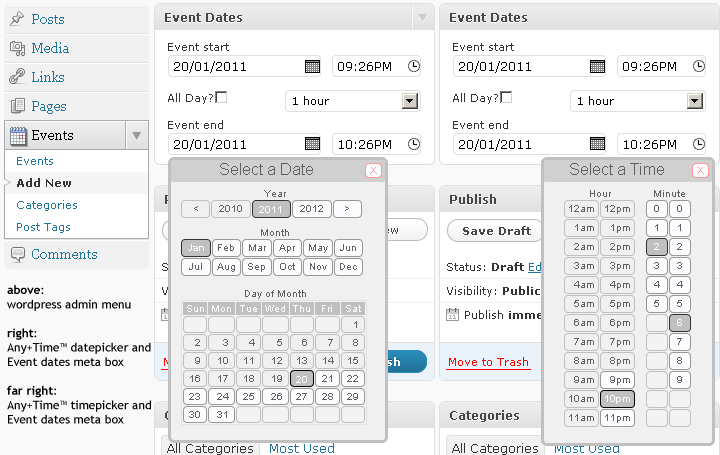 Posts
Media
Links
Pages
Events
Events
Add New
Categories
Post Tags
Comments
above:
wordpress admin menu
right:
Any+Time™ datepicker and
Event dates meta box
far right:
Any+Time™ timepicker and
Event dates meta box
Event Dates
Event start
20/01/2011 09:26PM
All Day? 1 hour
Event end
20/01/2011 10:26PM
Select a Date x
Year
< 2010 2011 2012 >
Month
Jan Feb Mar Apr May Jun
Jul Aug Sep Oct Nov Dec
Day of Month
Sun Mon Tue Wed Thu Fri Sat
1
2 3 4 5 6 7 8
9 10 11 12 13 14 15
16 17 18 19 20 21 22
23 24 25 26 27 28 29
30 31
All Categories Most Used
Event Dates
Event start
20/01/2011 09:26PM
All Day? 1 hour
Event end
20/01/2011 10:26PM
Publish
Save Draft
Status: Draft
Visibility: Public
11 Publish
Move to Trash
Categories
All Categories Most Used
Select a Time x
Hour Minute
12am 12pm 0 0
1am 1pm 1 1
2am 2pm 2 2
3am 3pm 3 3
4am 4pm 4 4
5am 5pm 5 5
6am 6pm 6
7am 7pm 7
8am 8pm 8
9am 9pm 9
10am 10pm
11am 11pm